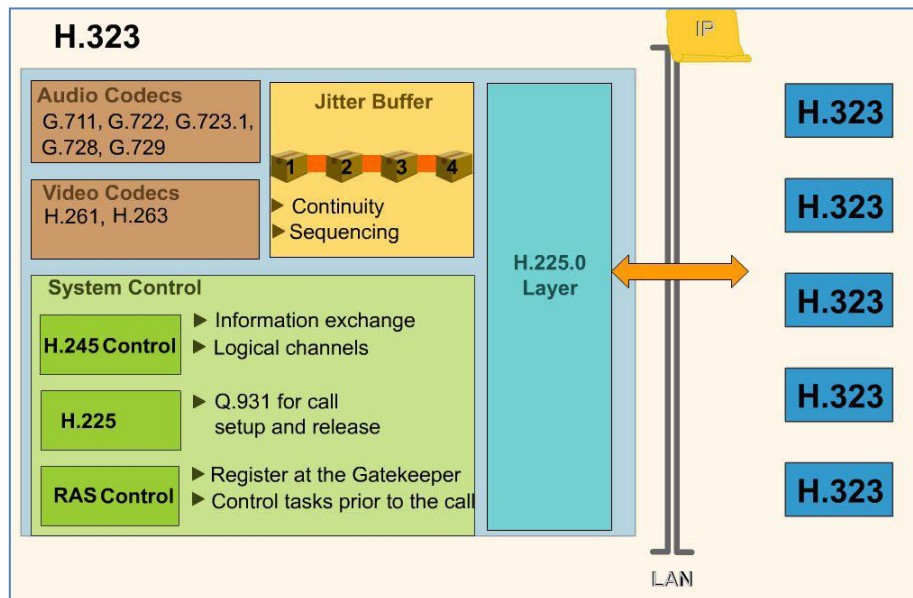 H.323
IP
Audio Codecs
G.711, G.722, G.723.1,
G.728, G.729
Video Codecs
H.261, H.263
Jitter Buffer
1 2 3 4
Continuity
Sequencing
System Control
H.245 Control
Information exchange
Logical channels
H.225
Q.931 for call
setup and release
RAS Control
Register at the Gatekeeper
Control tasks prior to the call
H.225.0
Layer
LAN
H.323
H.323
H.323
H.323
H.323